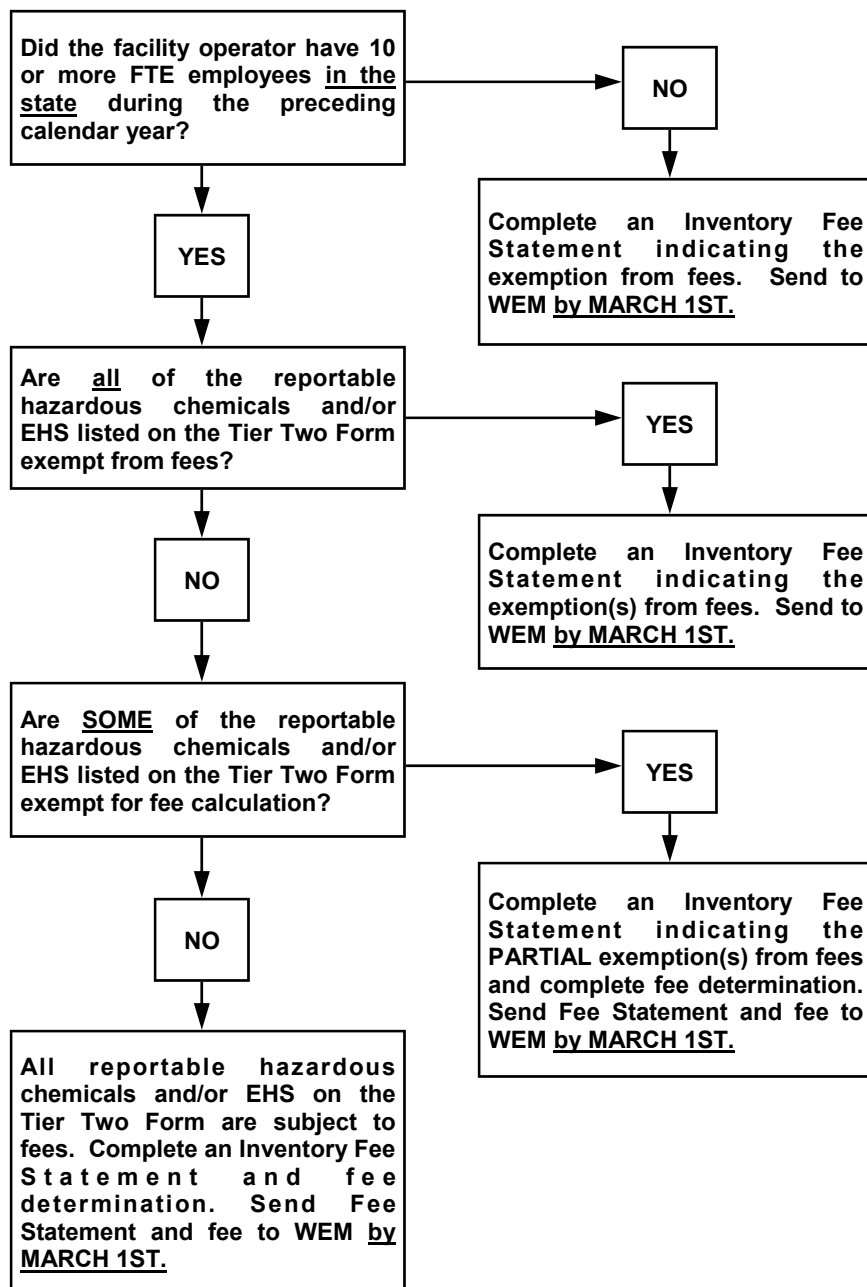 Did the facility operator have 10
or more FTE employees in the
state during the preceding
calendar year?
NO
YES
Complete an Inventory Fee
Statement indicating the
exemption from fees. Send to
WEM by MARCH 1ST.
Are all of the reportable
hazardous chemicals and/or
EHS listed on the Tier Two Form
exempt from fees?
YES
NO
Complete an Inventory Fee
Statement indicating the
exemption(s) from fees. Send to
WEM by MARCH 1ST.
Are SOME of the reportable
hazardous chemicals and/or
EHS listed on the Tier Two Form
exempt for fee calculation?
YES
NO
Complete an Inventory Fee
Statement indicating the
PARTIAL exemption(s) from fees
and complete fee determination.
Send Fee Statement and fee to
WEM by MARCH 1ST.
All reportable hazardous
chemicals and/or EHS on the
Tier Two Form are subject to
fees. Complete an Inventory Fee
Statement and fee
determination. Send Fee
Statement and fee to WEM by
MARCH 1ST.